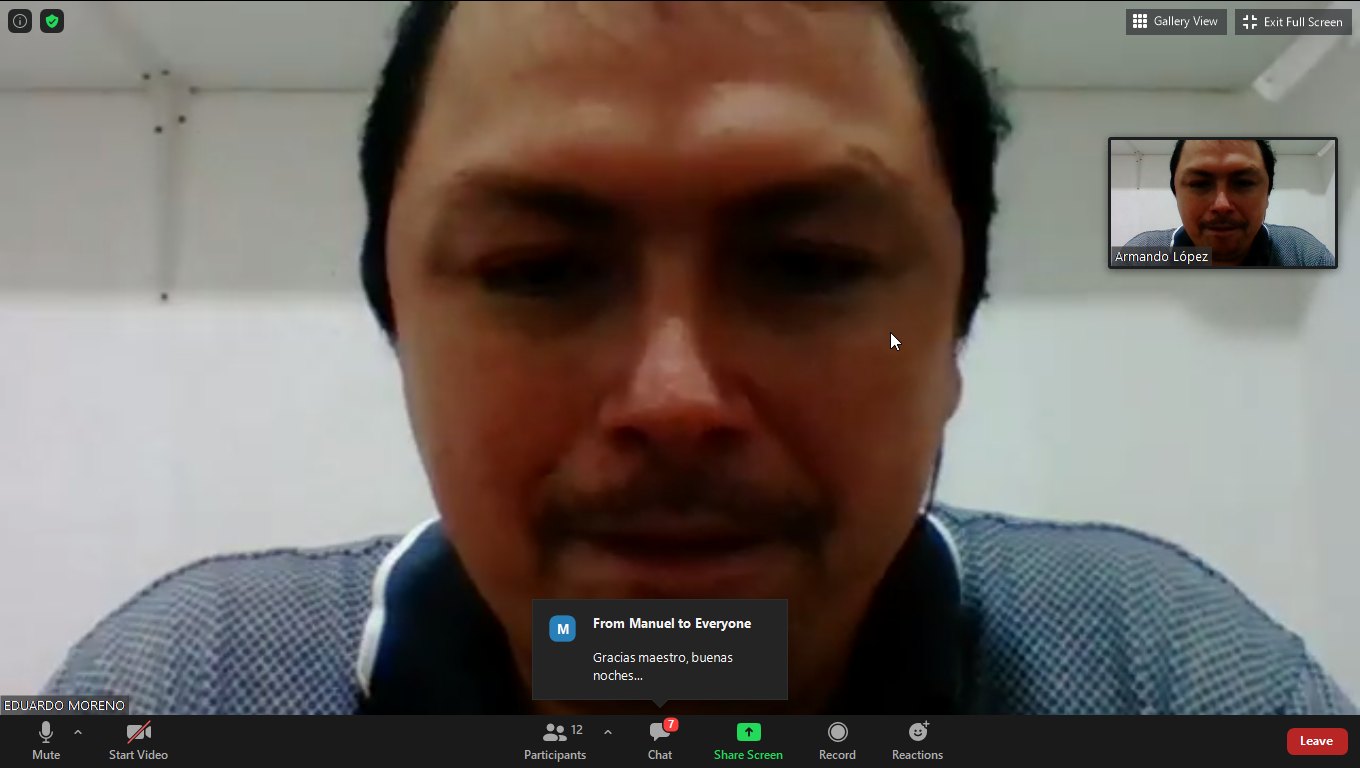 Gallery View
Exit Full Screen
Armando López
M
From Manuel to Everyone
Gracias maestro, buenas
noches...
EDUARDO MORENO
Mute
Start Video
Participants
12
Chat
7
Share Screen
Record
Reactions
Leave